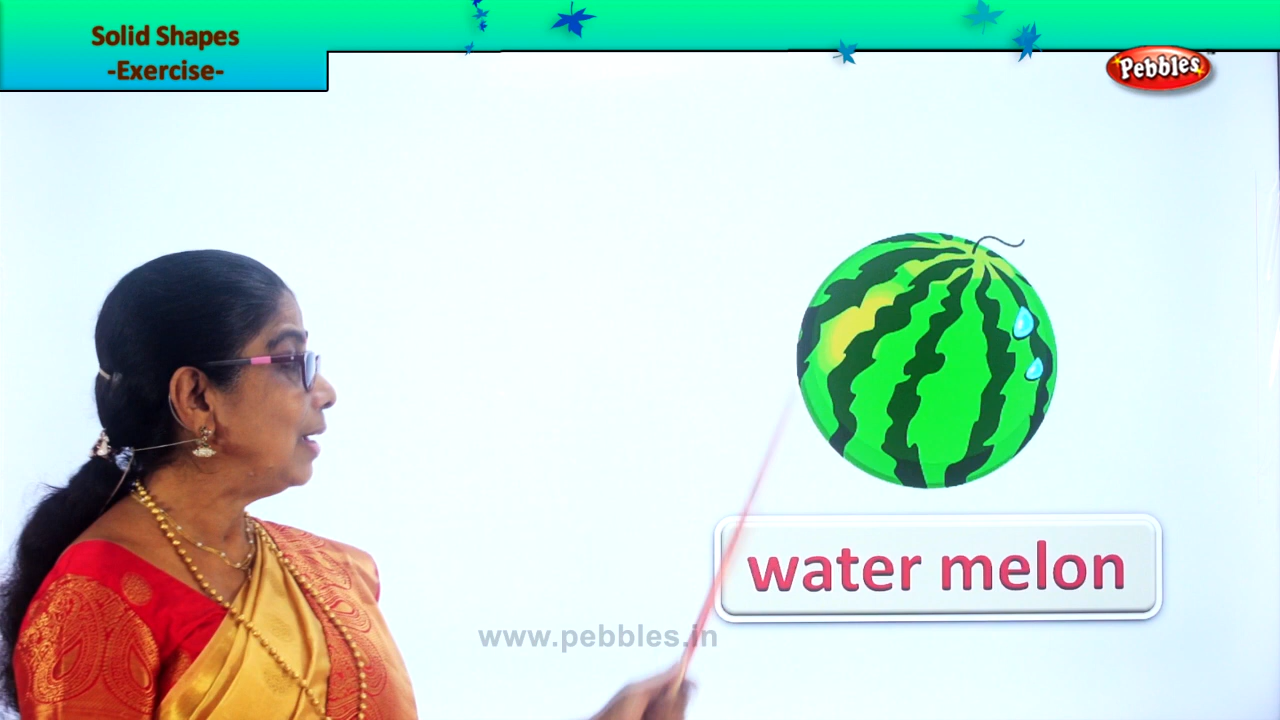 Solid Shapes
-Exercise-
Pebbles
water melon
www.pebbles.in